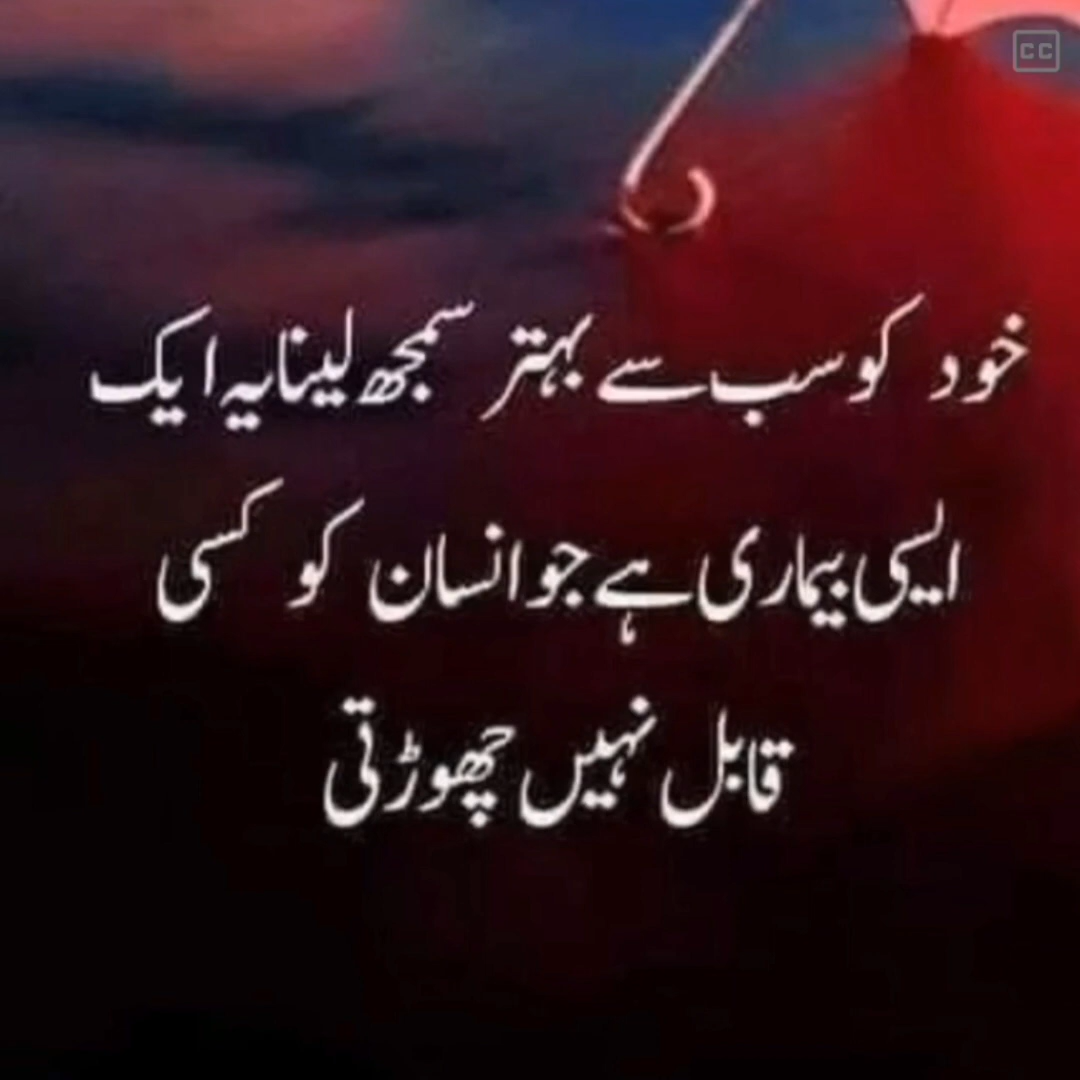 CC
خود کو سب سے بہتر سمجھ لینا یہ ایک
ایسی بیماری ہے جو انسان کو کسی
قابل نہیں چھوڑتی